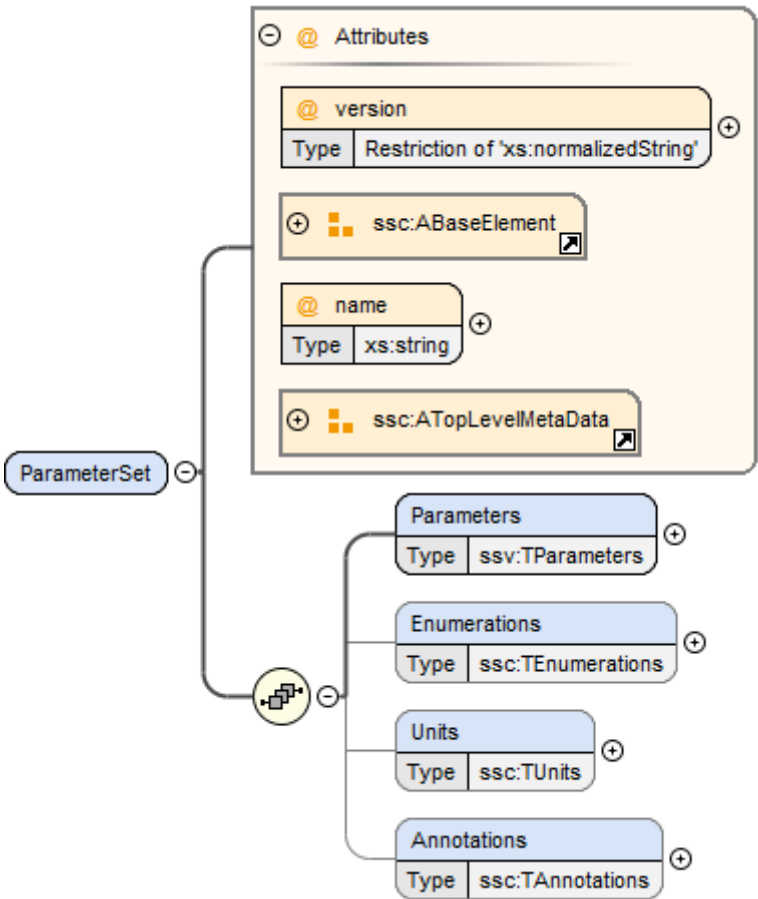 @ Attributes
@ version
Type Restriction of 'xs:normalizedString'
ssc:ABaseElement
@ name
Type xs:string
ssc:ATopLevelMetaData
ParameterSet
Parameters
Type ssv:TParameters
Enumerations
Type ssc:TEnumerations
Units
Type ssc:TUnits
Annotations
Type ssc:TAnnotations